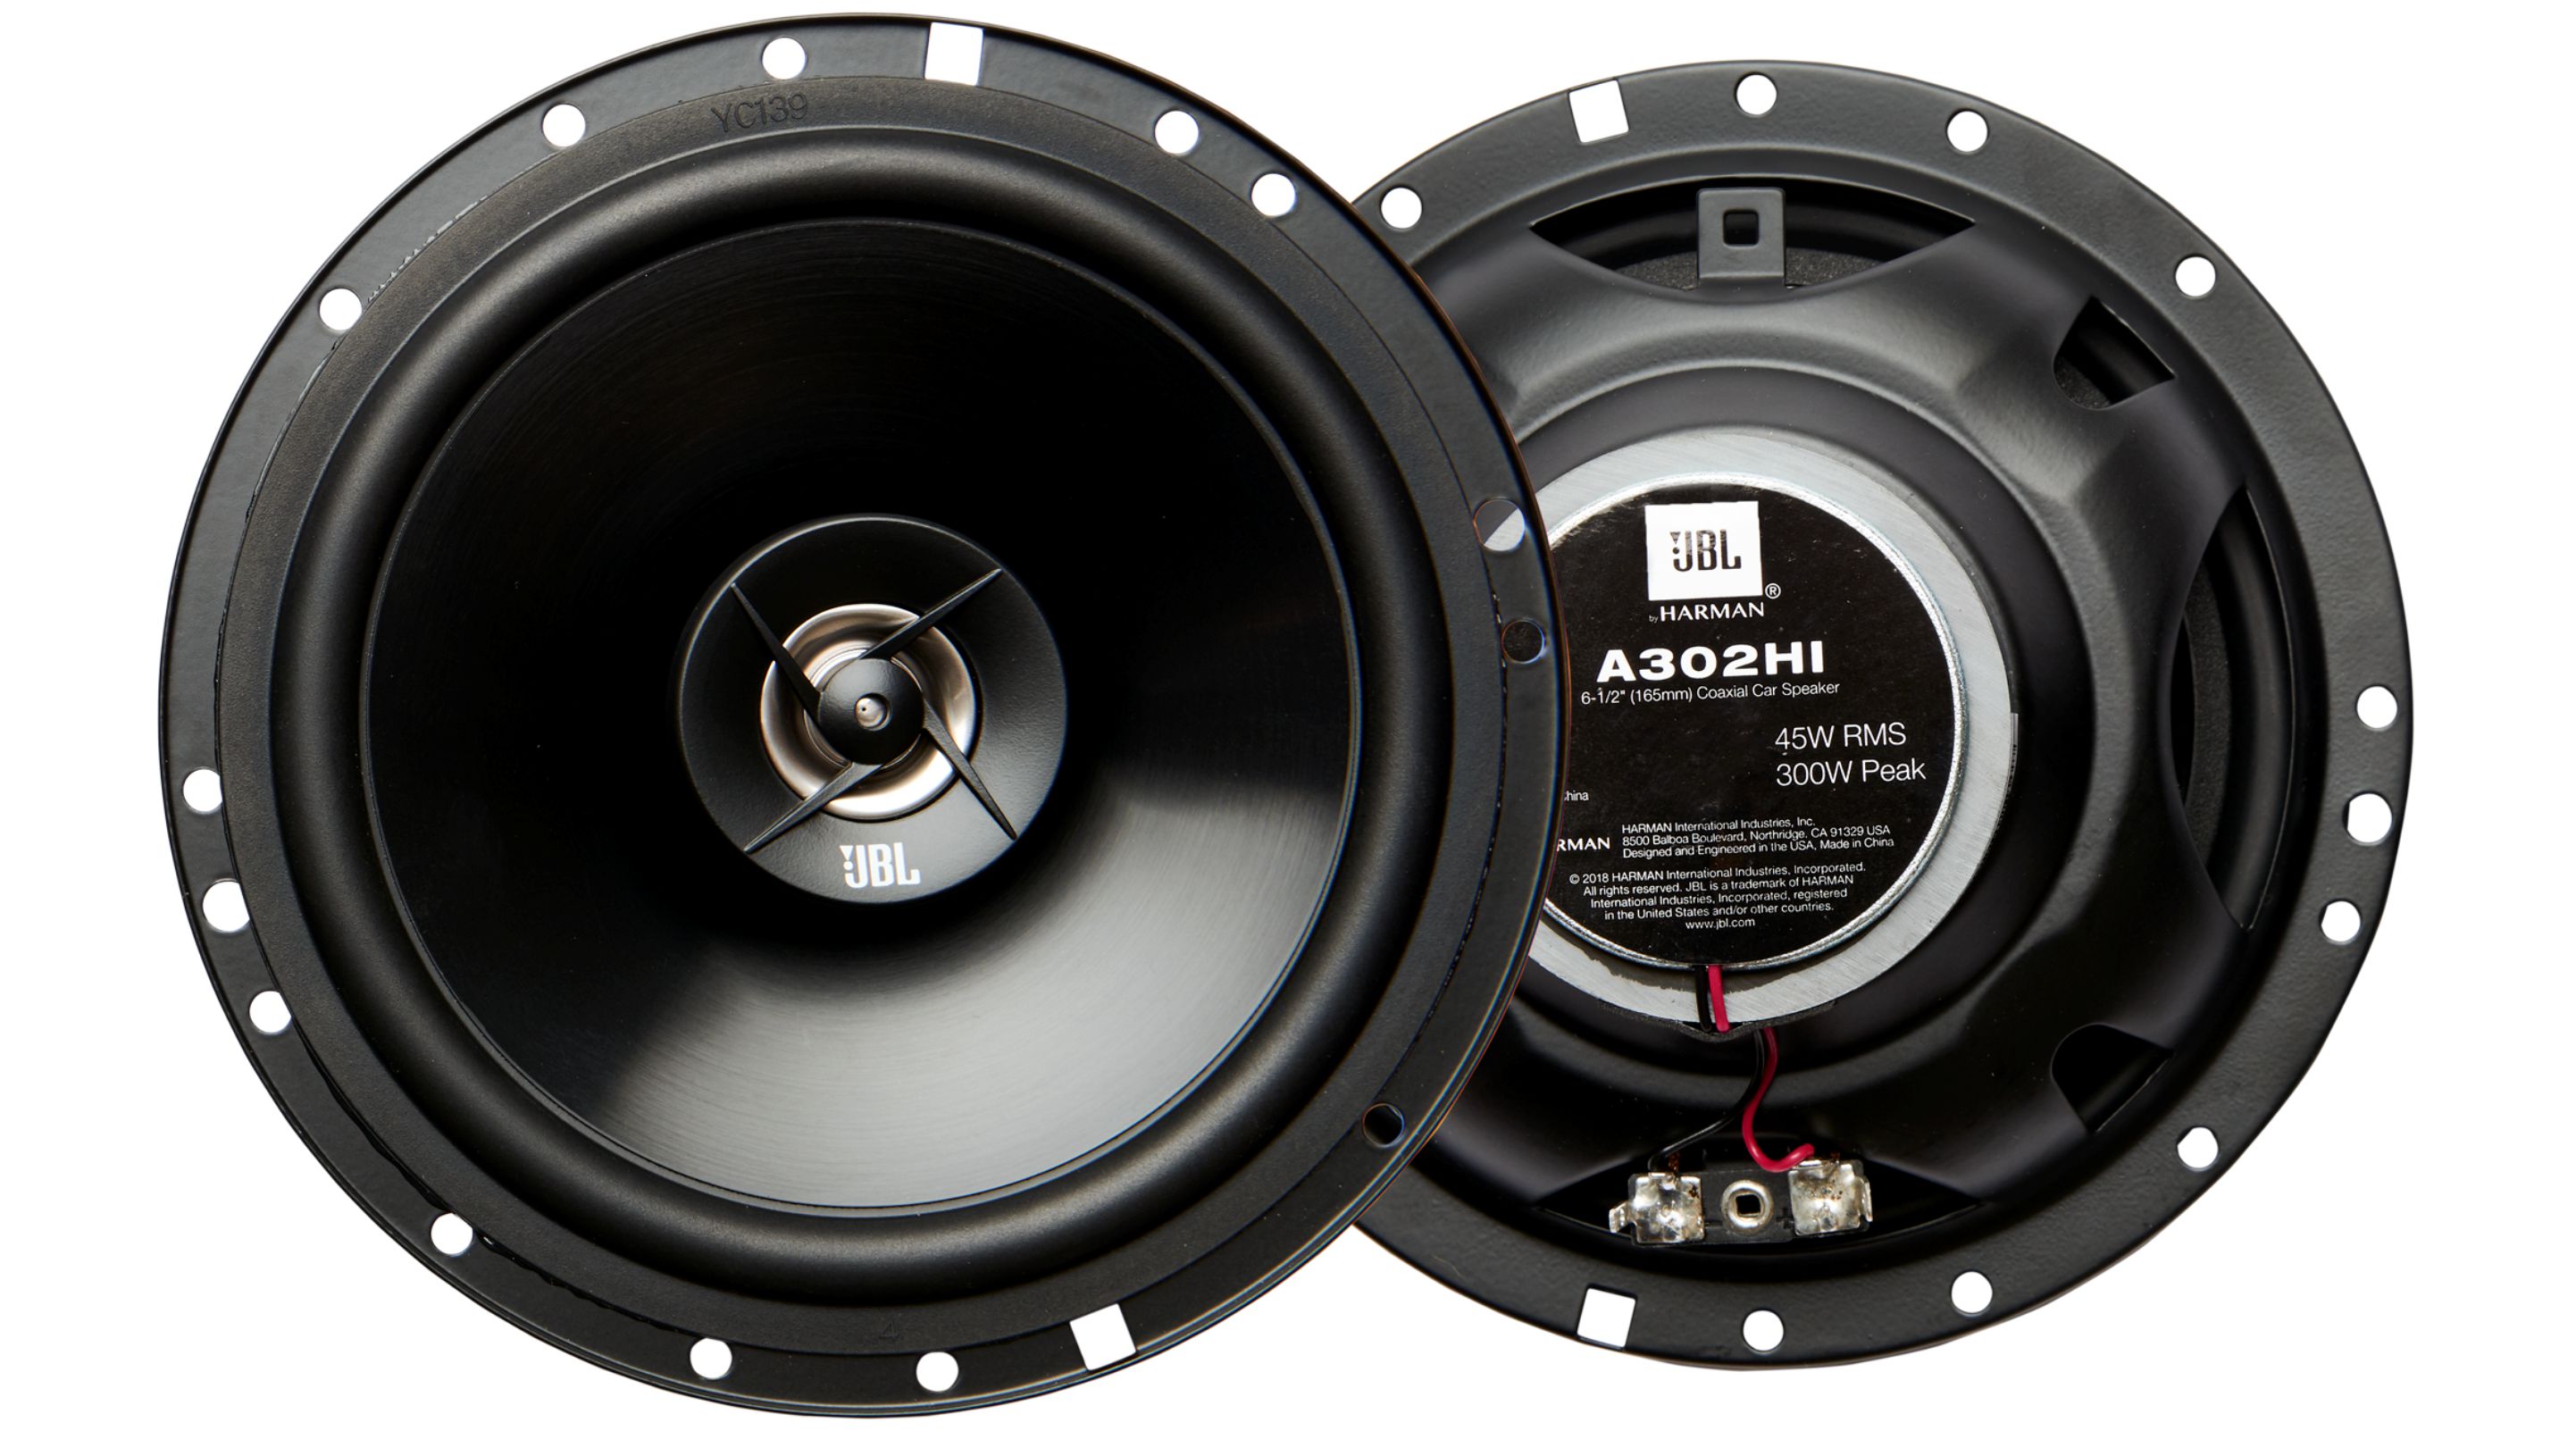 YC139
JBL
4
JBL
®
by HARMAN
A302HI
6-1/2" (165mm) Coaxial Car Speaker
45W RMS
300W Peak
hina
RMAN
HARMAN International Industries, Inc.
8500 Balboa Boulevard, Northridge, CA 91329 USA
Designed and Engineered in the USA, Made in China
© 2018 HARMAN International Industries, Incorporated.
All rights reserved. JBL is a trademark of HARMAN
International Industries, Incorporated, registered
in the United States and/or other countries.
www.jbl.com